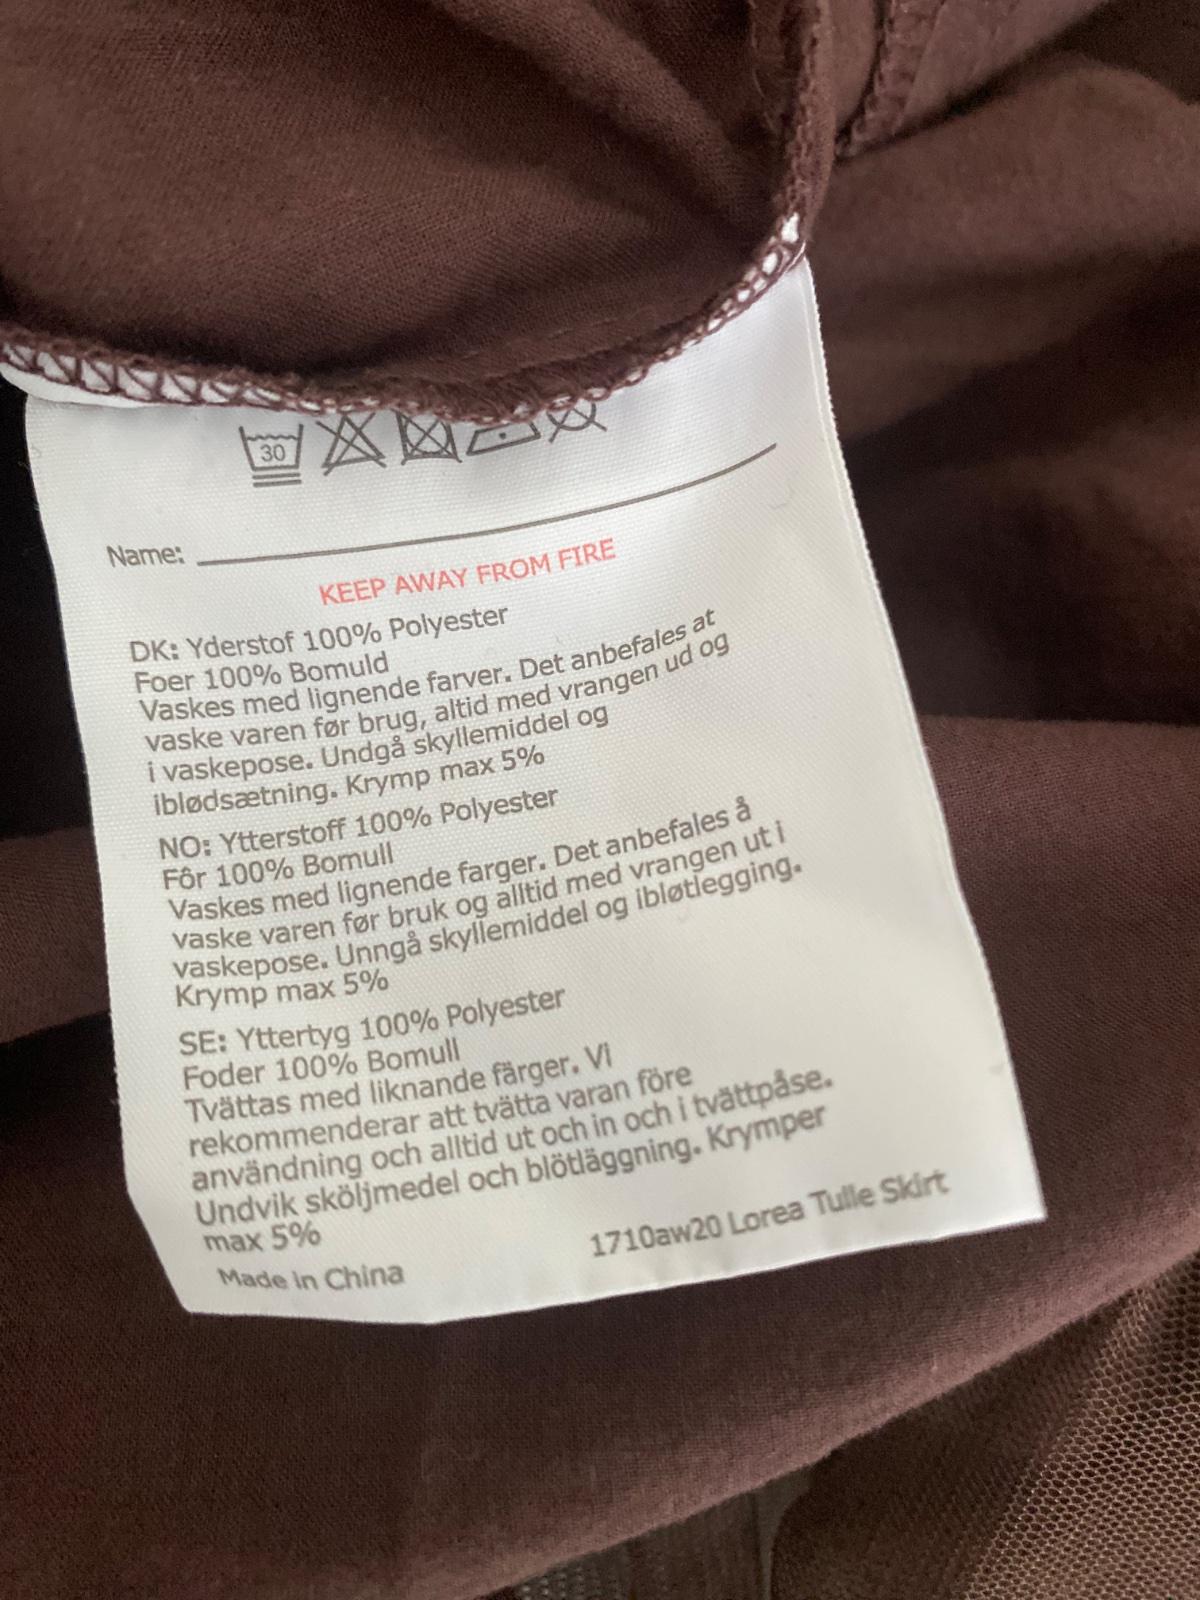 30
Name:
KEEP AWAY FROM FIRE
DK: Yderstof 100% Polyester
Foer 100% Bomuld
Vaskes med lignende farver. Det anbefales at
vaske varen før brug, altid med vrangen ud og
i vaskepose. Undgå skyllemiddel og
iblødsætning. Krymp max 5%
NO: Ytterstoff 100% Polyester
Fôr 100% Bomull
Vaskes med lignende farger. Det anbefales å
vaske varen før bruk og alltid med vrangen ut i
vaskepose. Unngå skyllemiddel og ibløtlegging.
Krymp max 5%
SE: Yttertyg 100% Polyester
Foder 100% Bomull
Tvättas med liknande färger. Vi
rekommenderar att tvätta varan före
användning och alltid ut och in och i tvättpåse.
Undvik sköljmedel och blötläggning. Krymper
max 5%
1710aw20 Lorea Tulle Skirt
Made in China